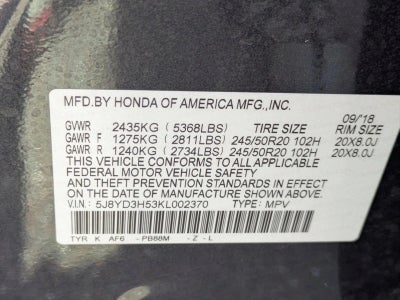 09/'18
MFD.BY HONDA OF AMERICA MFG.,INC.
GVWR 2435KG (5368LBS) TIRE SIZE RIM SIZE
GAWR F 1275KG (2811LBS) 245/50R20 102H 20X8.0J
GAWR R 1240KG (2734LBS) 245/50R20 102H 20X8.0J
THIS VEHICLE CONFORMS TO ALL APPLICABLE
FEDERAL MOTOR VEHICLE SAFETY
AND THEFT PREVENTION STANDARDS IN EFFECT
ON THE DATE OF MANUFACTURE SHOWN ABOVE.
V.I.N: 5J8YD3H53KL002370 TYPE: MPV
TYR K AF6 - PB88M - Z - L